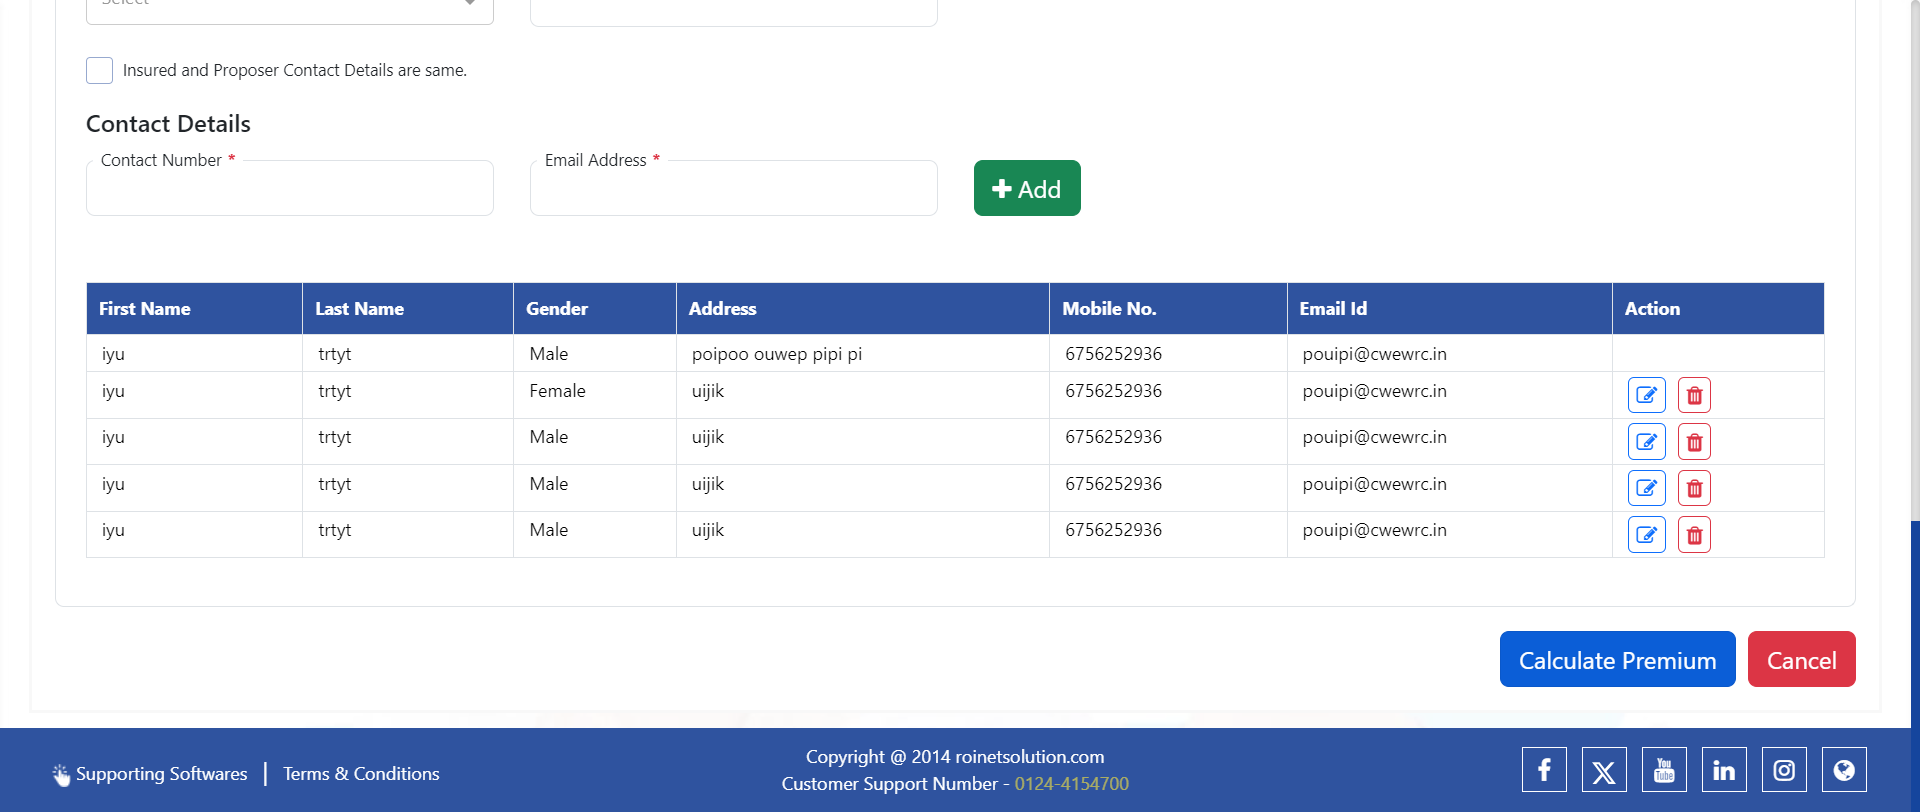 Select
Insured and Proposer Contact Details are same.
Contact Details
Contact Number *
Email Address *
Add
First Name Last Name Gender Address Mobile No. Email Id Action
iyu trtyt Male poipoo ouwep pipi pi 6756252936 pouipi@cwewrc.in
iyu trtyt Female uijik 6756252936 pouipi@cwewrc.in
iyu trtyt Male uijik 6756252936 pouipi@cwewrc.in
iyu trtyt Male uijik 6756252936 pouipi@cwewrc.in
iyu trtyt Male uijik 6756252936 pouipi@cwewrc.in
Calculate Premium Cancel
Supporting Softwares | Terms & Conditions
Copyright @ 2014 roinetsolution.com
Customer Support Number - 0124-4154700
You
Tube